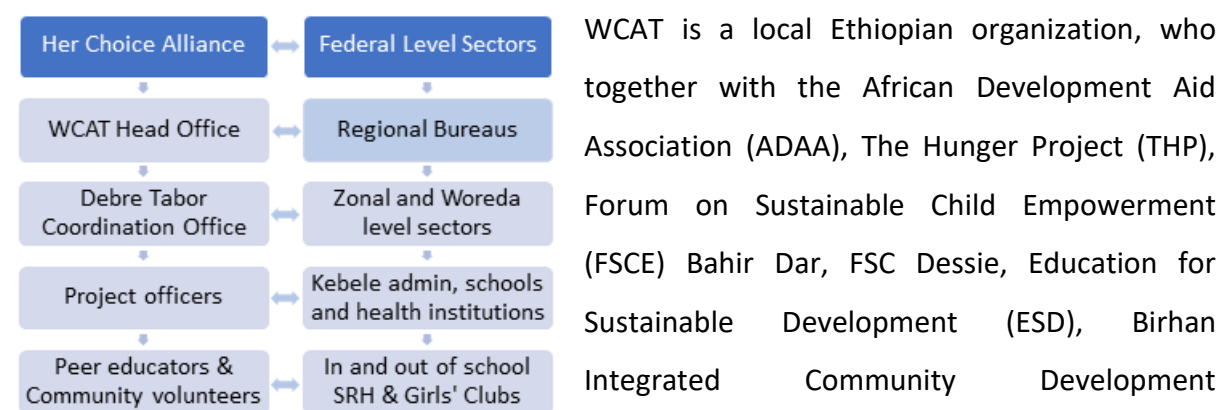 Her Choice Alliance
Federal Level Sectors
WCAT Head Office
Regional Bureaus
Debre Tabor
Coordination Office
Zonal and Woreda
level sectors
Project officers
Kebele admin, schools
and health institutions
Peer educators &
Community volunteers
In and out of school
SRH & Girls' Clubs
WCAT is a local Ethiopian organization, who
together with the African Development Aid
Association (ADAA), The Hunger Project (THP),
Forum on Sustainable Child Empowerment
(FSCE) Bahir Dar, FSC Dessie, Education for
Sustainable Development (ESD), Birhan
Integrated Community Development